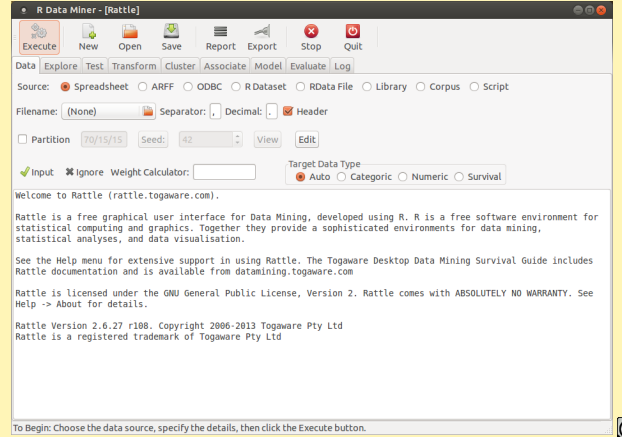 R Data Miner - [Rattle]
Execute New Open Save Report Export Stop Quit
Data Explore Test Transform Cluster Associate Model Evaluate Log
Source: Spreadsheet ARFF ODBC R Dataset RData File Library Corpus Script
Filename: (None) Separator: , Decimal: . Header
Partition 70/15/15 Seed: 42 View Edit
Target Data Type
Input Ignore Weight Calculator: Auto Categoric Numeric Survival
Welcome to Rattle (rattle.togaware.com).
Rattle is a free graphical user interface for Data Mining, developed using R. R is a free software environment for
statistical computing and graphics. Together they provide a sophisticated environments for data mining,
statistical analyses, and data visualisation.
See the Help menu for extensive support in using Rattle. The Togaware Desktop Data Mining Survival Guide includes
Rattle documentation and is available from datamining.togaware.com
Rattle is licensed under the GNU General Public License, Version 2. Rattle comes with ABSOLUTELY NO WARRANTY. See
Help -> About for details.
Rattle Version 2.6.27 r108. Copyright 2006-2013 Togaware Pty Ltd
Rattle is a registered trademark of Togaware Pty Ltd
To Begin: Choose the data source, specify the details, then click the Execute button.